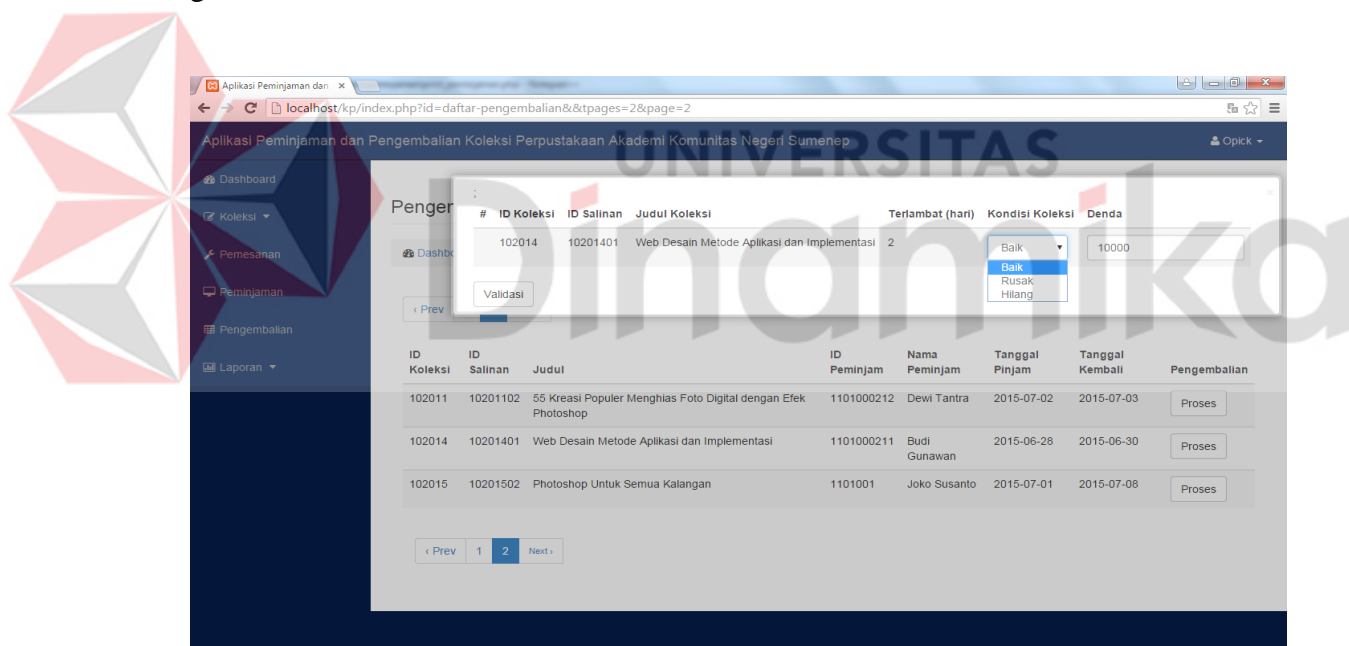 Aplikasi Peminjaman dan
localhost/kp/index.php?id=daftar-pengembalian&&tpages=2&page=2
Aplikasi Peminjaman dan Pengembalian Koleksi Perpustakaan Akademi Komunitas Negeri Sumenep
Opick
UNIVERSITAS
Dinamika
Dashboard
Koleksi
Pemesanan
Peminjaman
Pengembalian
Laporan
Penger
Dashbo
;
# ID Koleksi ID Salinan Judul Koleksi Terlambat (hari) Kondisi Koleksi Denda
102014 10201401 Web Desain Metode Aplikasi dan Implementasi 2 Baik 10000
Baik
Rusak
Hilang
Validasi
‹ Prev
ID Koleksi ID Salinan Judul ID Peminjam Nama Peminjam Tanggal Pinjam Tanggal Kembali Pengembalian
102011 10201102 55 Kreasi Populer Menghias Foto Digital dengan Efek Photoshop 1101000212 Dewi Tantra 2015-07-02 2015-07-03 Proses
102014 10201401 Web Desain Metode Aplikasi dan Implementasi 1101000211 Budi Gunawan 2015-06-28 2015-06-30 Proses
102015 10201502 Photoshop Untuk Semua Kalangan 1101001 Joko Susanto 2015-07-01 2015-07-08 Proses
‹ Prev 1 2 Next ›